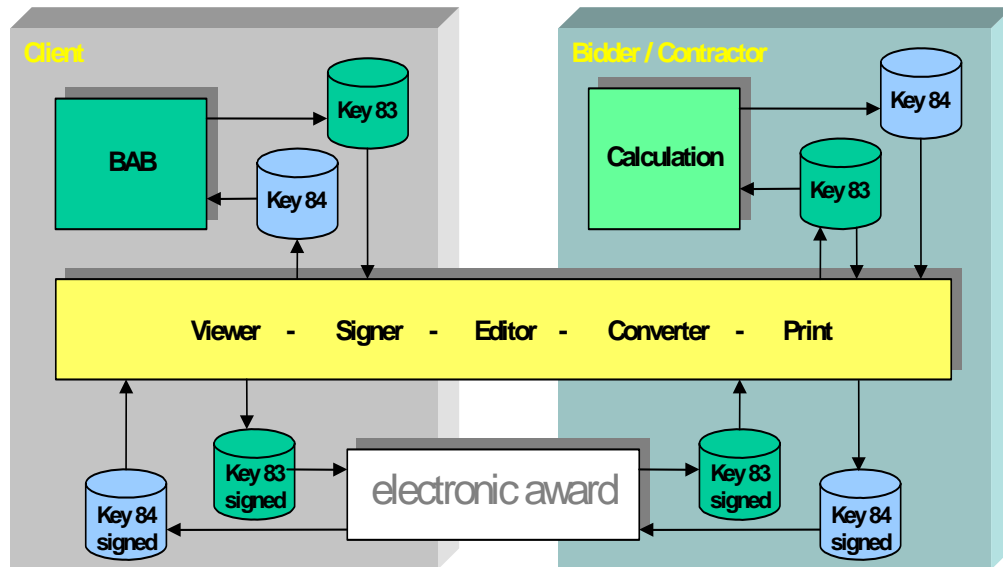 Client
Bidder / Contractor
Key 83
Key 84
BAB
Calculation
Key 84
Key 83
Viewer - Signer - Editor - Converter - Print
Key 83
signed
Key 83
signed
electronic award
Key 84
signed
Key 84
signed